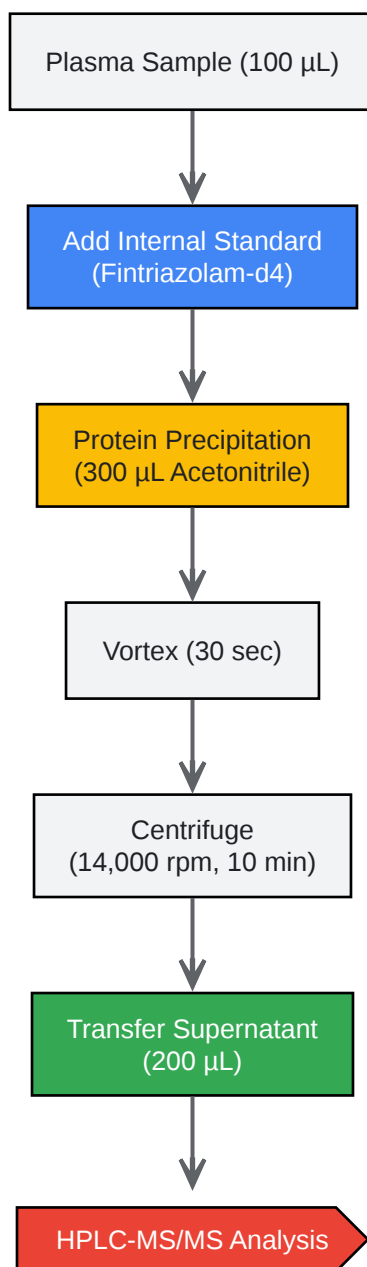 Plasma Sample (100 µL)
Add Internal Standard
(Fintriazolam-d4)
Protein Precipitation
(300 µL Acetonitrile)
Vortex (30 sec)
Centrifuge
(14,000 rpm, 10 min)
Transfer Supernatant
(200 µL)
HPLC-MS/MS Analysis